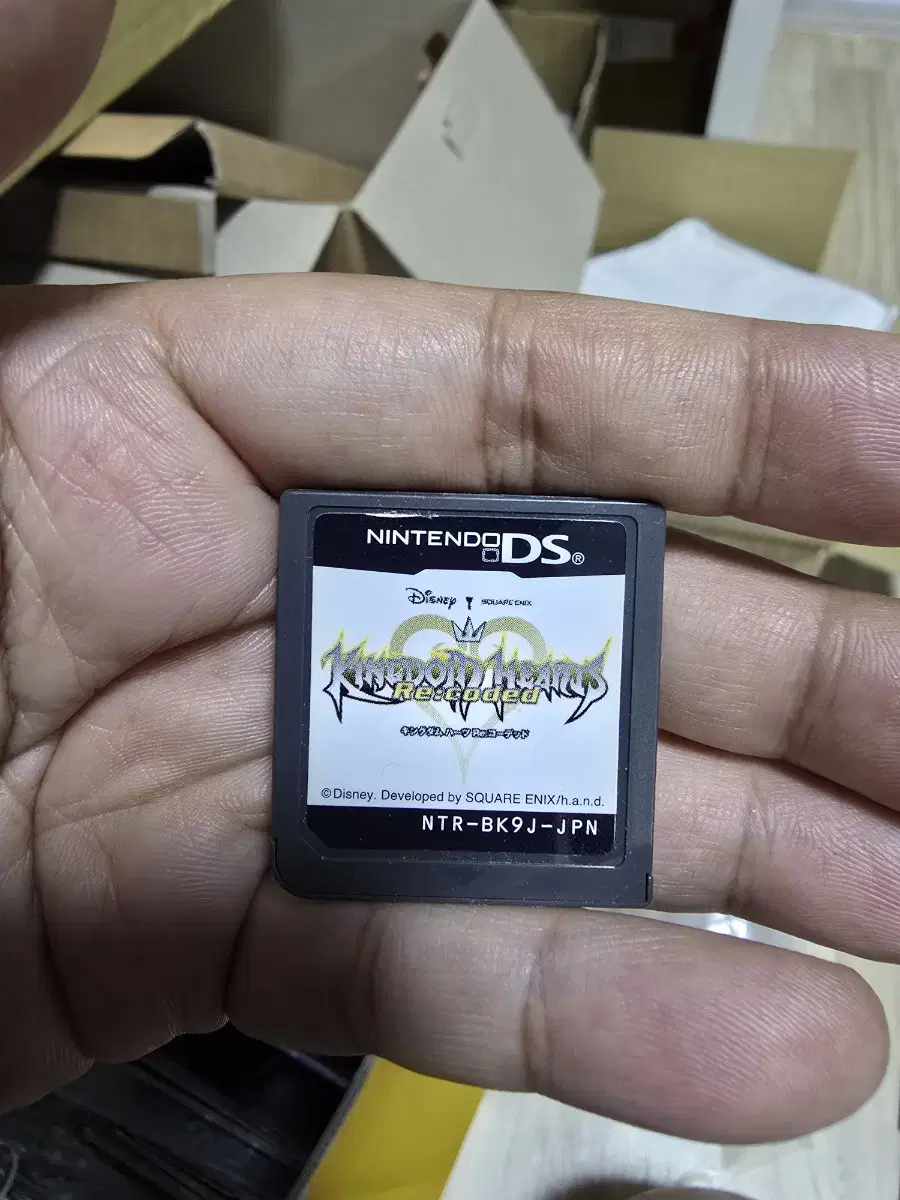 NINTENDO DS®
Disney SQUARE ENIX
KINGDOM HEARTS
Re:coded
キングダム ハーツ Re:コーデッド
©Disney. Developed by SQUARE ENIX/h.a.n.d.
NTR-BK9J-JPN